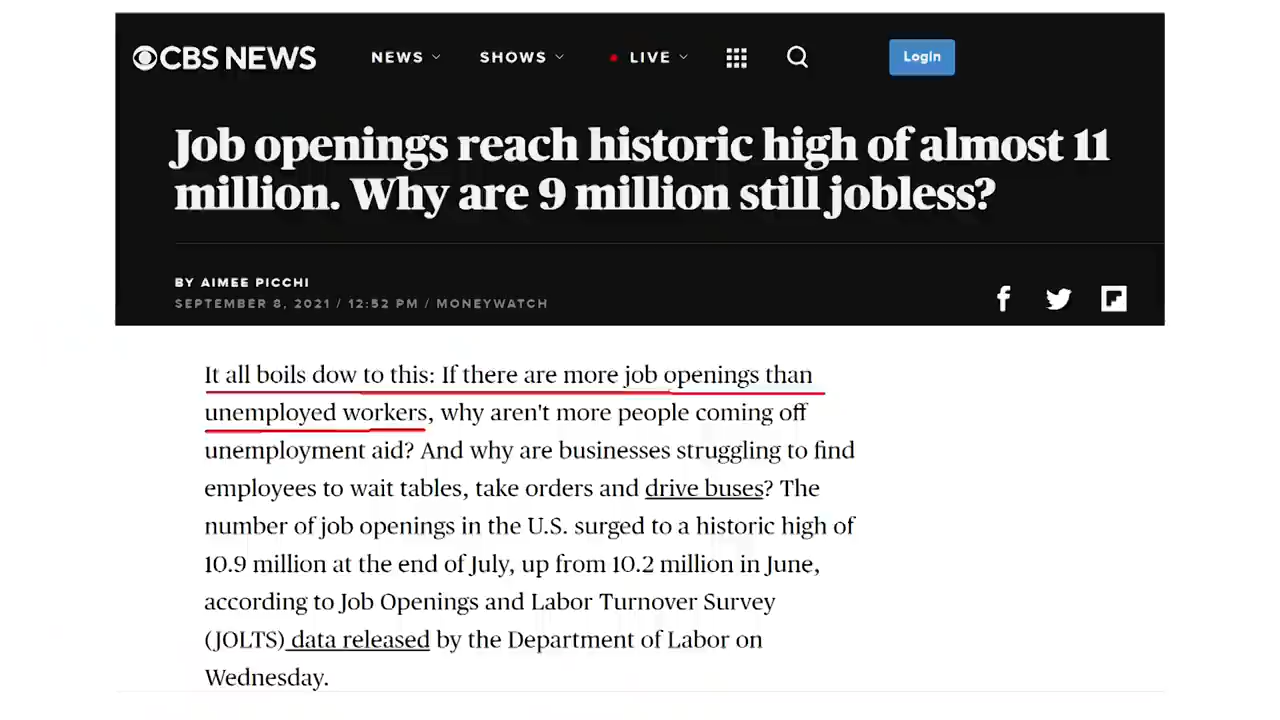 CBS NEWS NEWS SHOWS LIVE Login
Job openings reach historic high of almost 11
million. Why are 9 million still jobless?
BY AIMEE PICCHI
SEPTEMBER 8, 2021 / 12:52 PM / MONEYWATCH
It all boils dow to this: If there are more job openings than
unemployed workers, why aren't more people coming off
unemployment aid? And why are businesses struggling to find
employees to wait tables, take orders and drive buses? The
number of job openings in the U.S. surged to a historic high of
10.9 million at the end of July, up from 10.2 million in June,
according to Job Openings and Labor Turnover Survey
(JOLTS) data released by the Department of Labor on
Wednesday.